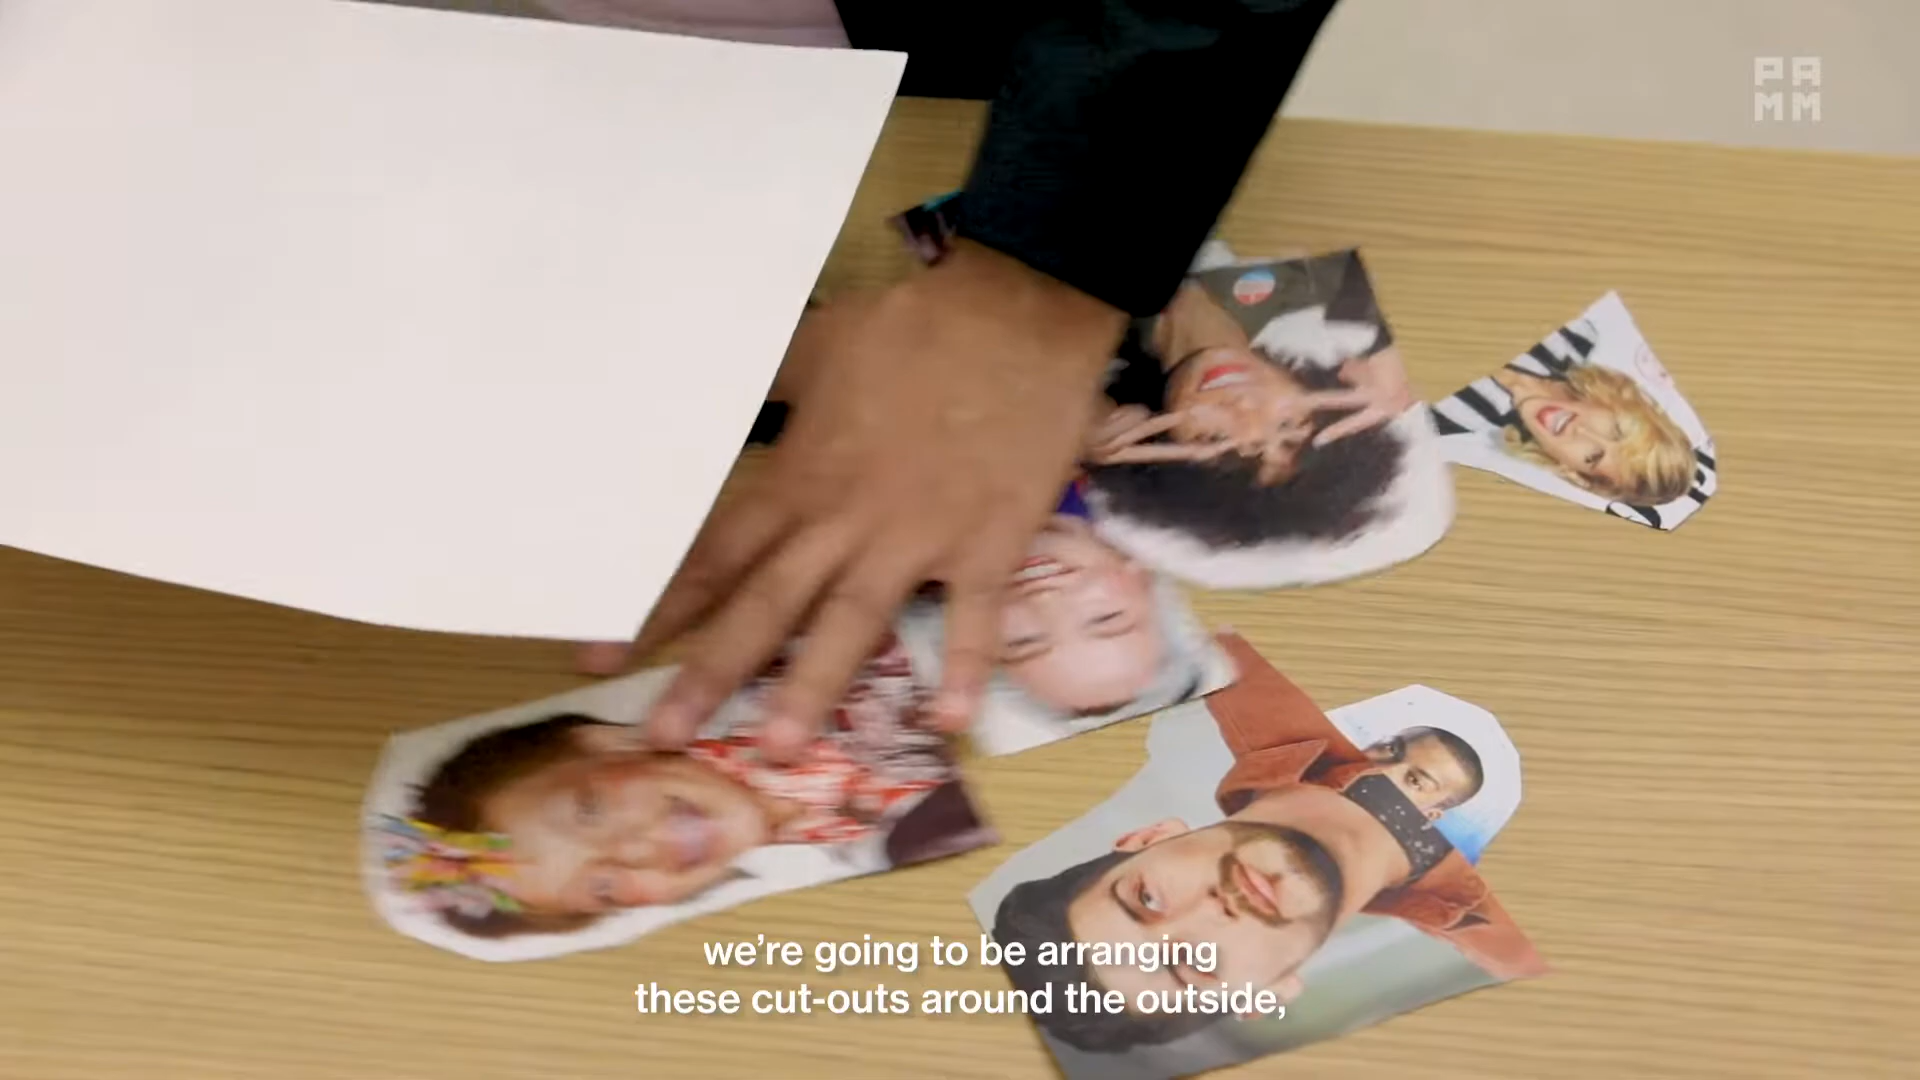 PA
MM
we’re going to be arranging
these cut-outs around the outside,